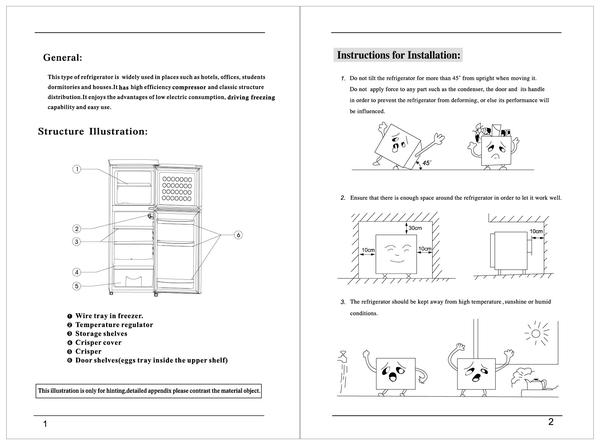 General:
This type of refrigerator is widely used in places such as hotels, offices, students
dormitories and houses.It has high efficiency compressor and classic structure
distribution.It enjoys the advantages of low electric consumption, driving freezing
capability and easy use.
Structure Illustration:
1
2
3
4
5
6
❶ Wire tray in freezer.
❷ Temperature regulator
❸ Storage shelves
❹ Crisper cover
❺ Crisper
❻ Door shelves(eggs tray inside the upper shelf)
This illustration is only for hinting,detailed appendix please contrast the material object.
1
Instructions for Installation:
1. Do not tilt the refrigerator for more than 45° from upright when moving it.
Do not apply force to any part such as the condenser, the door and its handle
in order to prevent the refrigerator from deforming, or else its performance will
be influenced.
45°
2. Ensure that there is enough space around the refrigerator in order to let it work well.
30cm
10cm
10cm
10cm
3. The refrigerator should be kept away from high temperature, sunshine or humid
conditions.
2